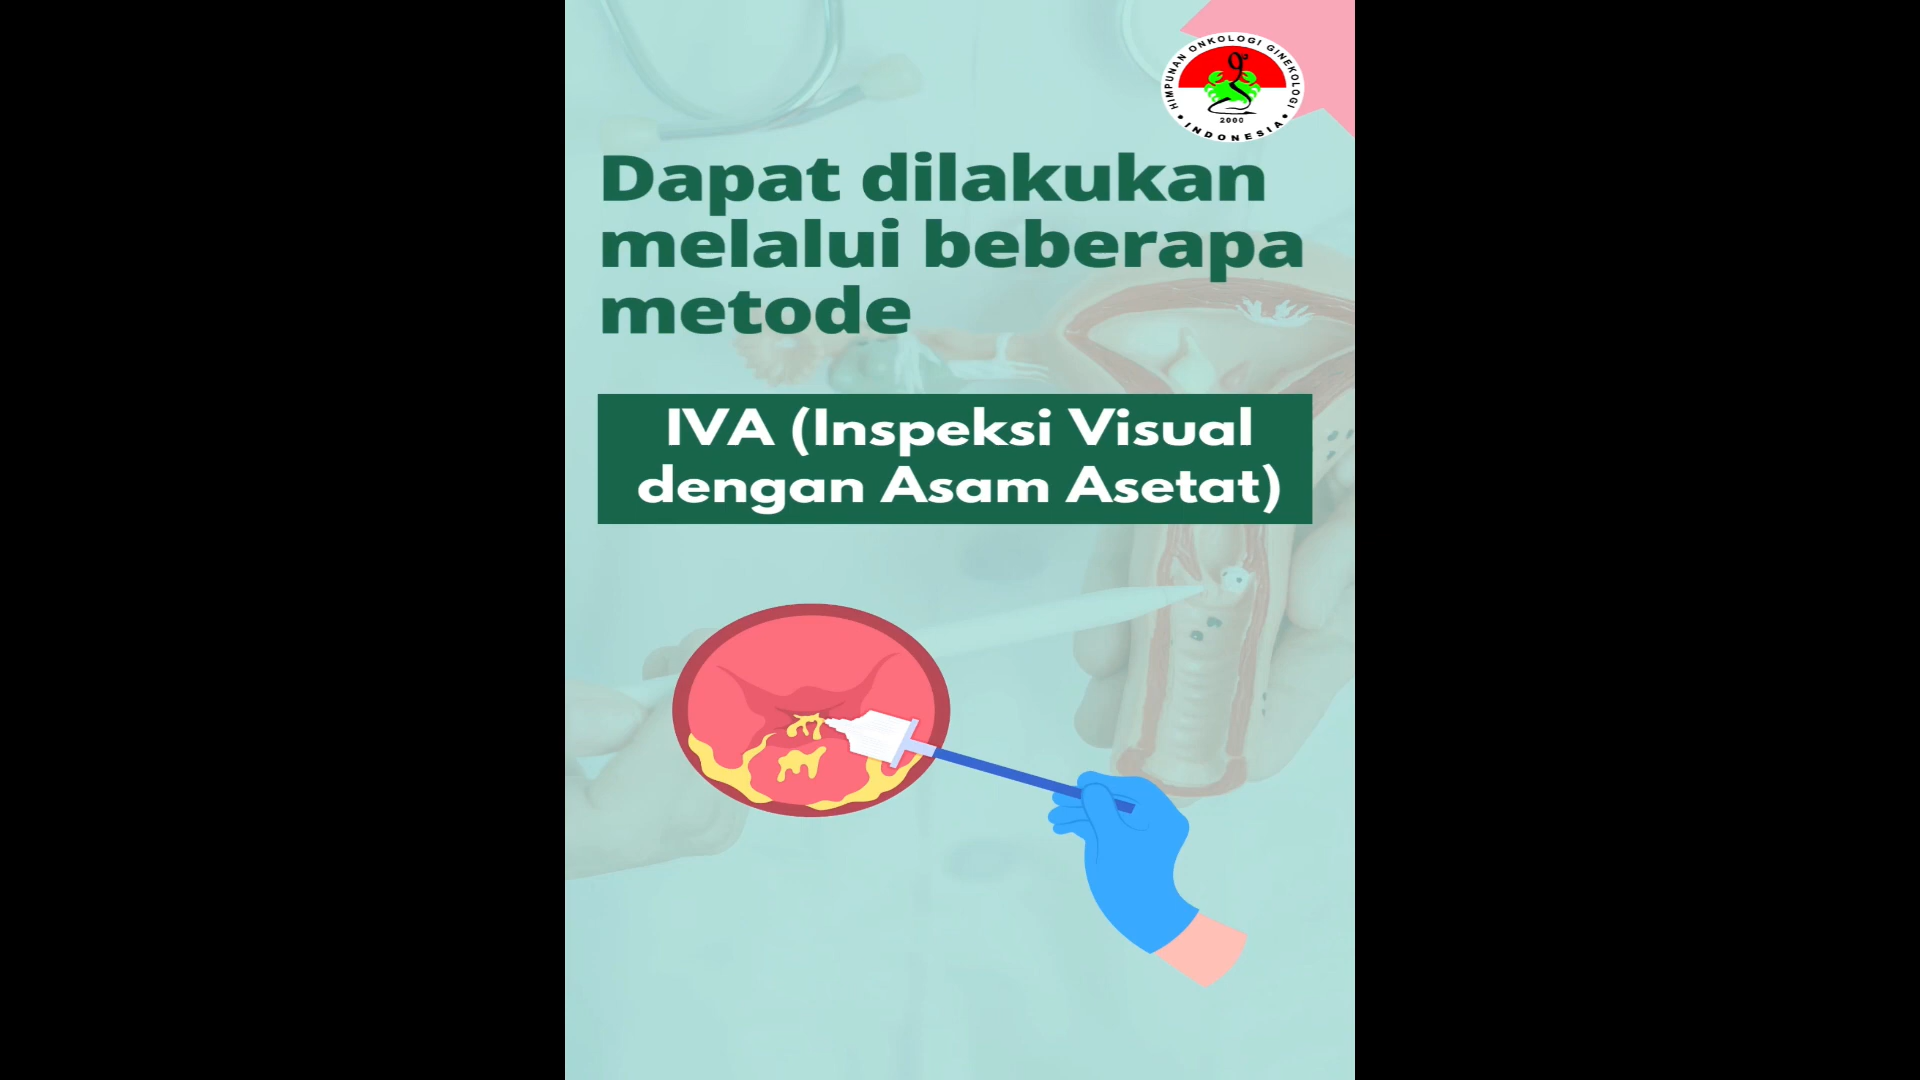 HIMPUNAN ONKOLOGI GINEKOLOGI
2000
INDONESIA
Dapat dilakukan
melalui beberapa
metode
IVA (Inspeksi Visual
dengan Asam Asetat)